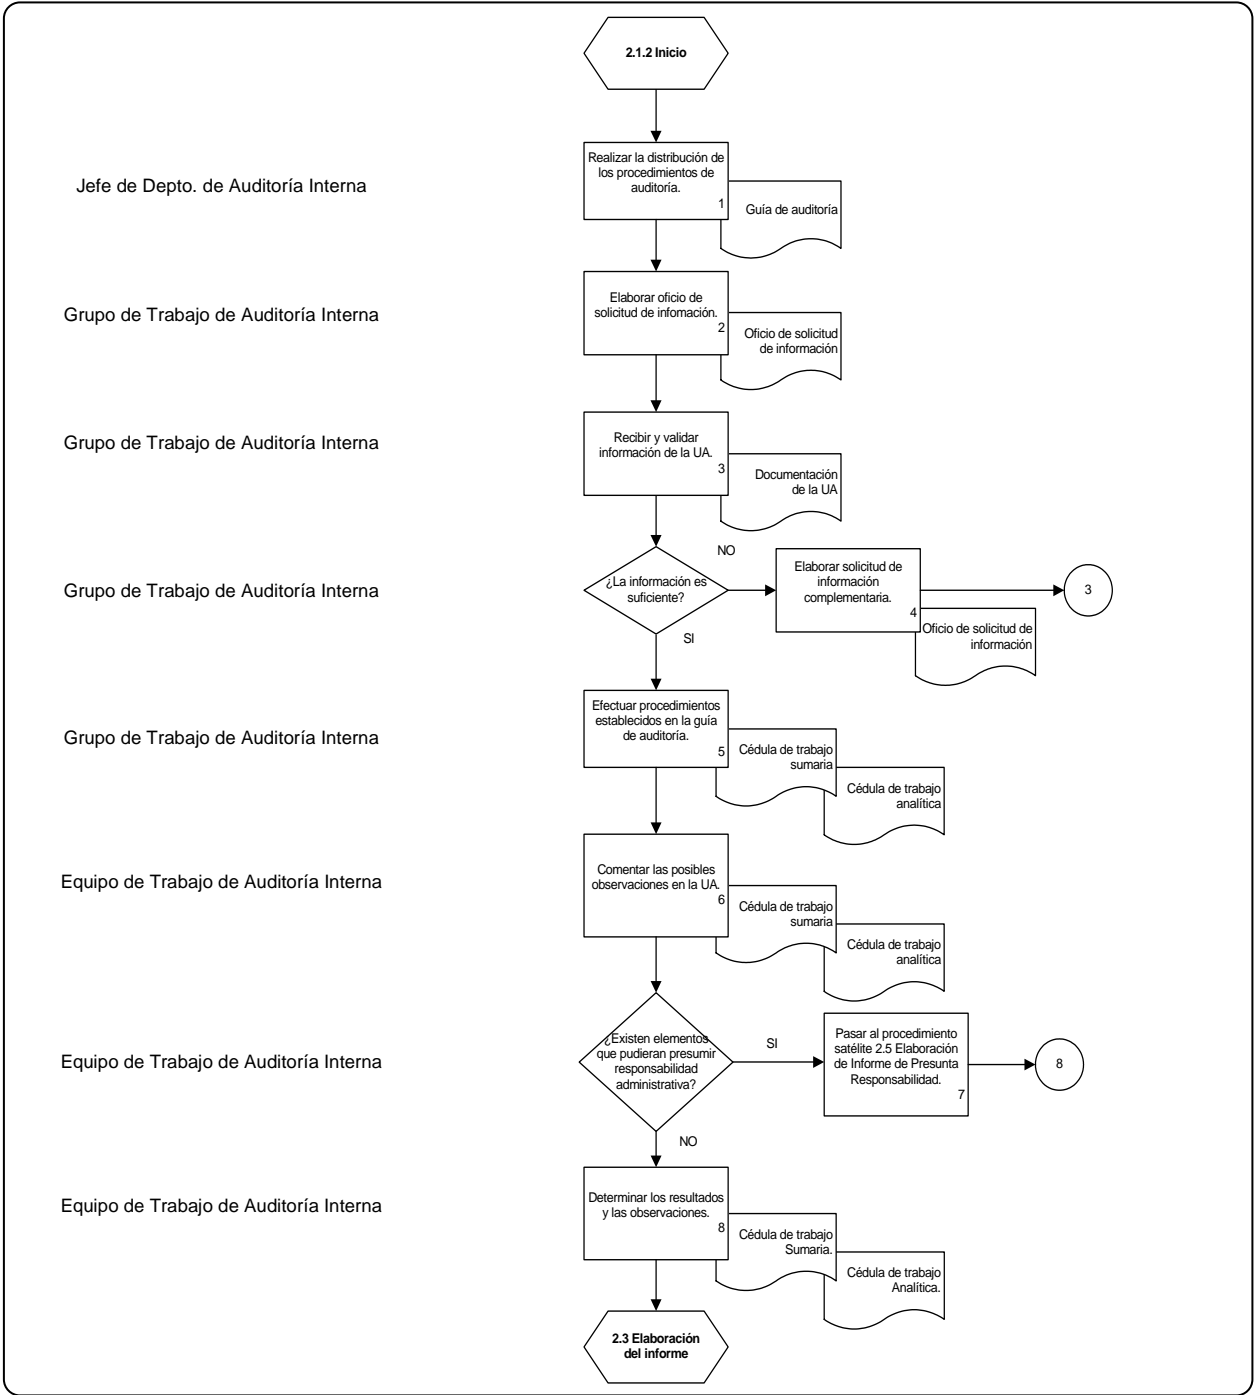 2.1.2 Inicio
Jefe de Depto. de Auditoría Interna
Realizar la distribución de
los procedimientos de
auditoría.
1
Guía de auditoría
Grupo de Trabajo de Auditoría Interna
Elaborar oficio de
solicitud de infomación.
2
Oficio de solicitud
de información
Grupo de Trabajo de Auditoría Interna
Recibir y validar
información de la UA.
3
Documentación
de la UA
Grupo de Trabajo de Auditoría Interna
¿La información es
suficiente?
NO
Elaborar solicitud de
información
complementaria.
4
Oficio de solicitud de
información
3
SI
Grupo de Trabajo de Auditoría Interna
Efectuar procedimientos
establecidos en la guía
de auditoría.
5
Cédula de trabajo
sumaria
Cédula de trabajo
analítica
Equipo de Trabajo de Auditoría Interna
Comentar las posibles
observaciones en la UA.
6
Cédula de trabajo
sumaria
Cédula de trabajo
analítica
Equipo de Trabajo de Auditoría Interna
¿Existen elementos
que pudieran presumir
responsabilidad
administrativa?
SI
Pasar al procedimiento
satélite 2.5 Elaboración
de Informe de Presunta
Responsabilidad.
7
8
NO
Equipo de Trabajo de Auditoría Interna
Determinar los resultados
y las observaciones.
8
Cédula de trabajo
Sumaria.
Cédula de trabajo
Analítica.
2.3 Elaboración
del informe